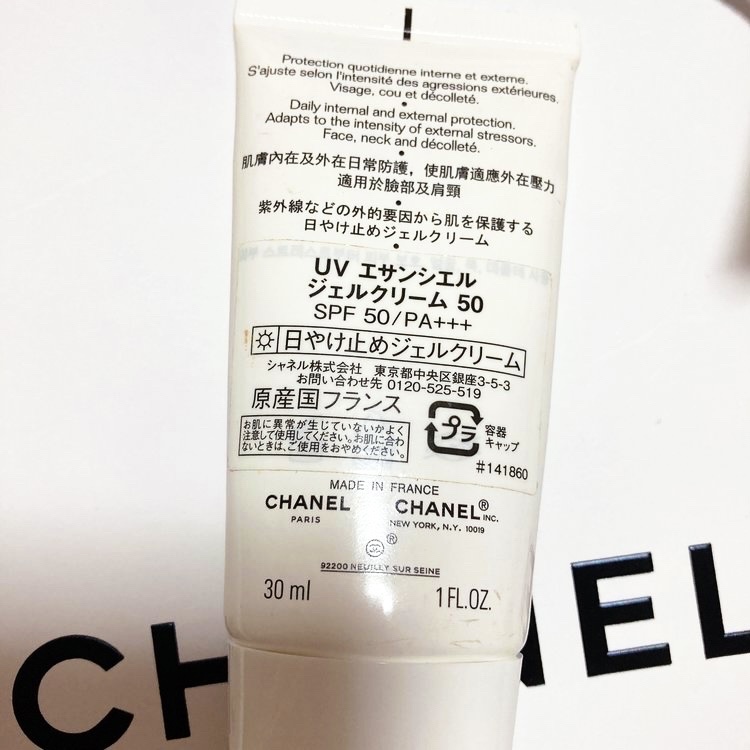 Protection quotidienne interne et externe.
S'ajuste selon l'intensité des agressions extérieures.
Visage, cou et décolleté.
Daily internal and external protection.
Adapts to the intensity of external stressors.
Face, neck and décolleté.
肌膚內在及外在日常防護，使肌膚適應外在壓力
適用於臉部及肩頸
紫外線などの外的要因から肌を保護する
日やけ止めジェルクリーム
UV エサンシエル
ジェルクリーム 50
SPF 50/PA+++
日やけ止めジェルクリーム
シャネル株式会社 東京都中央区銀座3-5-3
お問い合わせ先 0120-525-519
原産国フランス
お肌に異常が生じていないかよく
注意して使用してください。お肌に合わ
ないときは、ご使用をおやめください。
プラ
容器
キャップ
#141860
MADE IN FRANCE
CHANEL CHANEL® INC.
PARIS NEW YORK, N.Y. 10019
®
92200 NEUILLY SUR SEINE
30 ml 1 FL.OZ.
CH NEL